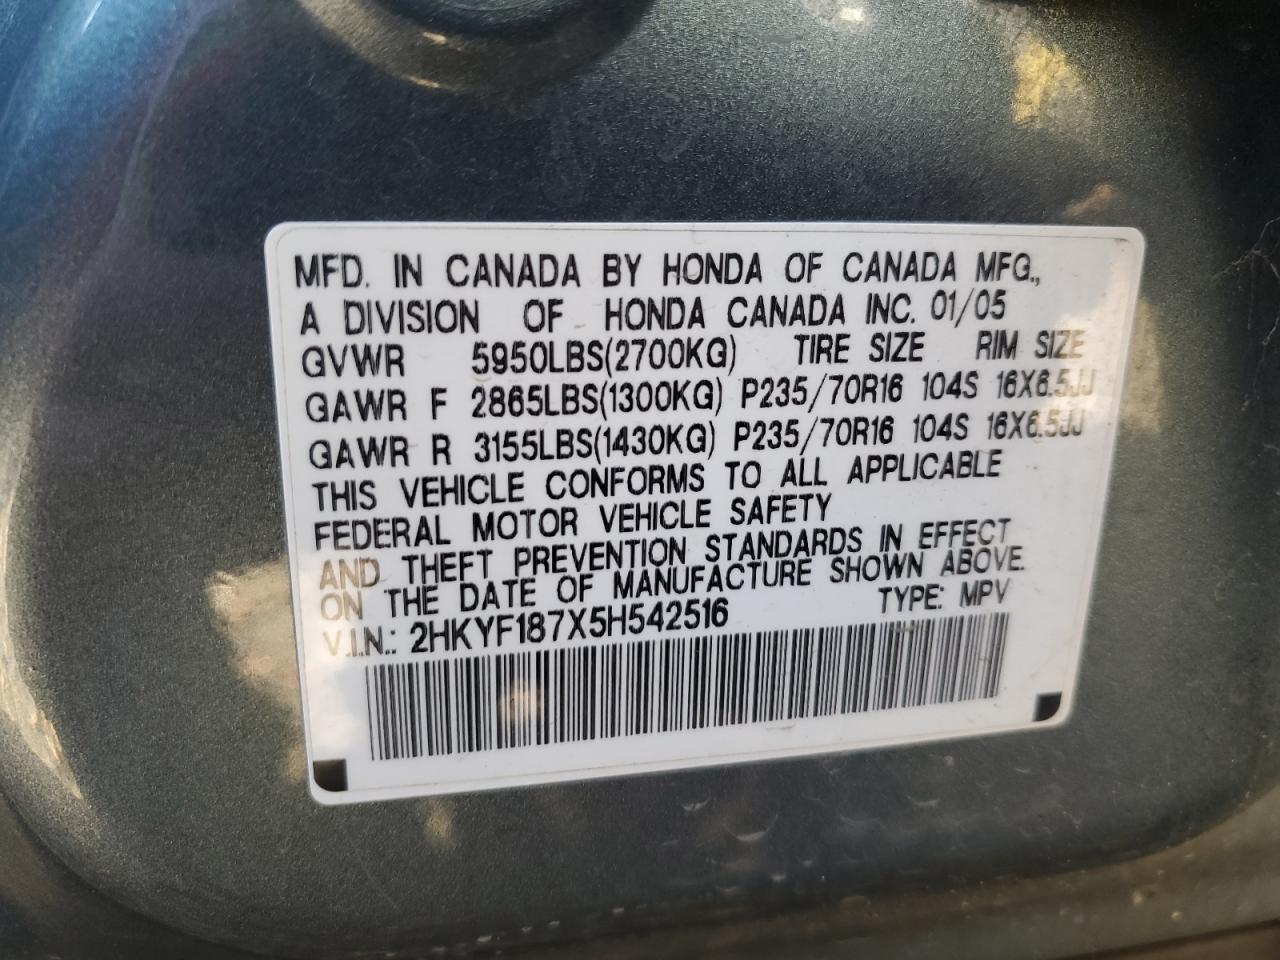 MFD. IN CANADA BY HONDA OF CANADA MFG.,
A DIVISION OF HONDA CANADA INC. 01/05
GVWR 5950LBS(2700KG) TIRE SIZE RIM SIZE
GAWR F 2865LBS(1300KG) P235/70R16 104S 16X6.5JJ
GAWR R 3155LBS(1430KG) P235/70R16 104S 16X6.5JJ
THIS VEHICLE CONFORMS TO ALL APPLICABLE
FEDERAL MOTOR VEHICLE SAFETY
AND THEFT PREVENTION STANDARDS IN EFFECT
ON THE DATE OF MANUFACTURE SHOWN ABOVE.
V.I.N.: 2HKYF187X5H542516 TYPE: MPV